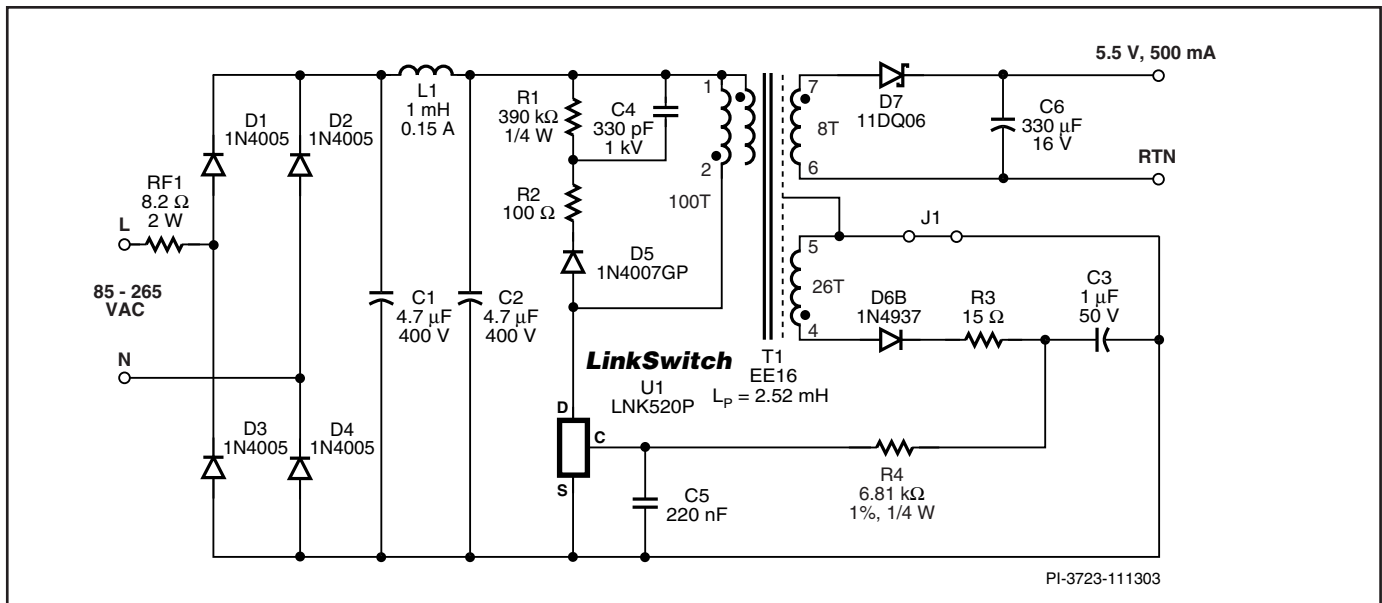 5.5 V, 500 mA
L1
1 mH
0.15 A
D1
1N4005
D2
1N4005
R1
390 kΩ
1/4 W
C4
330 pF
1 kV
1
2
100T
7
8T
6
D7
11DQ06
C6
330 μF
16 V
RTN
RF1
8.2 Ω
2 W
L
R2
100 Ω
D5
1N4007GP
J1
5
26T
4
85 - 265
VAC
C1
4.7 μF
400 V
C2
4.7 μF
400 V
D6B
1N4937
R3
15 Ω
C3
1 μF
50 V
N
LinkSwitch
U1
LNK520P
T1
EE16
LP = 2.52 mH
D
C
S
D3
1N4005
D4
1N4005
C5
220 nF
R4
6.81 kΩ
1%, 1/4 W
PI-3723-111303